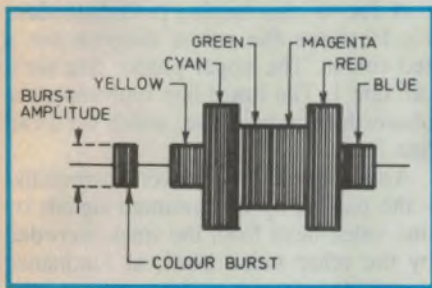 GREEN
MAGENTA
CYAN
RED
YELLOW
BLUE
BURST
AMPLITUDE
COLOUR BURST